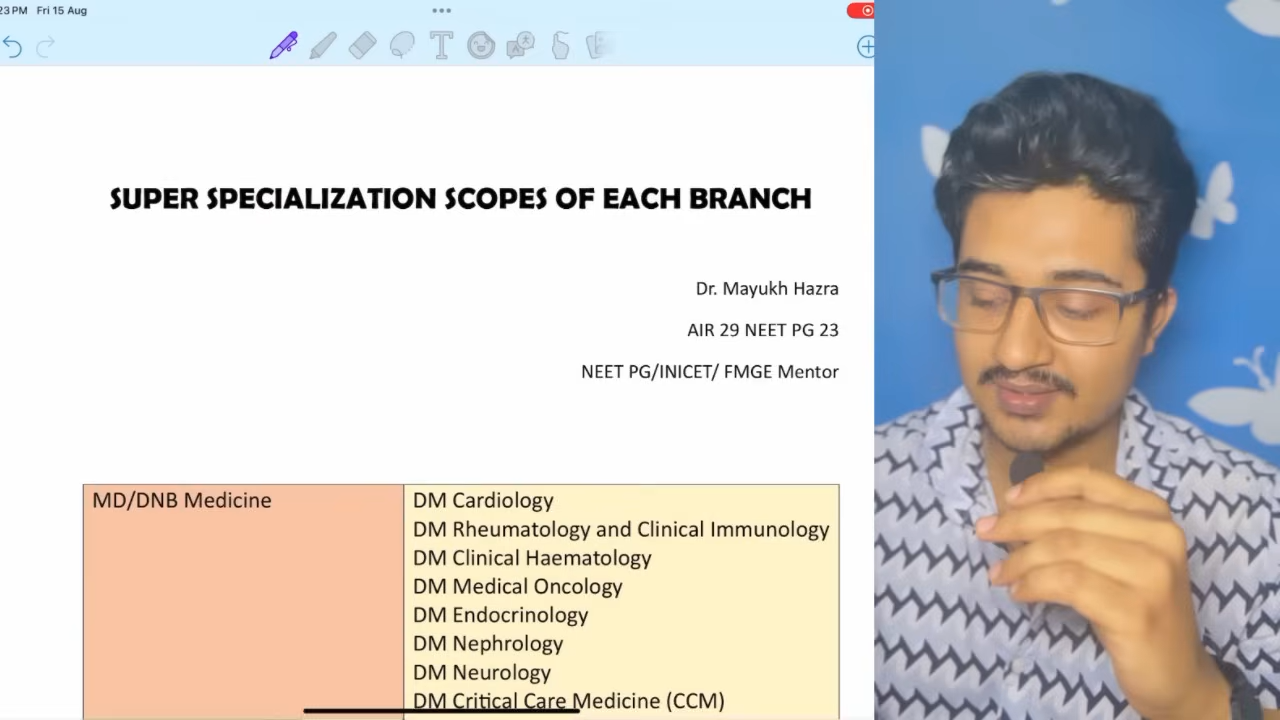 23 PM Fri 15 Aug
SUPER SPECIALIZATION SCOPES OF EACH BRANCH
Dr. Mayukh Hazra
AIR 29 NEET PG 23
NEET PG/INICET/ FMGE Mentor
MD/DNB Medicine
DM Cardiology
DM Rheumatology and Clinical Immunology
DM Clinical Haematology
DM Medical Oncology
DM Endocrinology
DM Nephrology
DM Neurology
DM Critical Care Medicine (CCM)